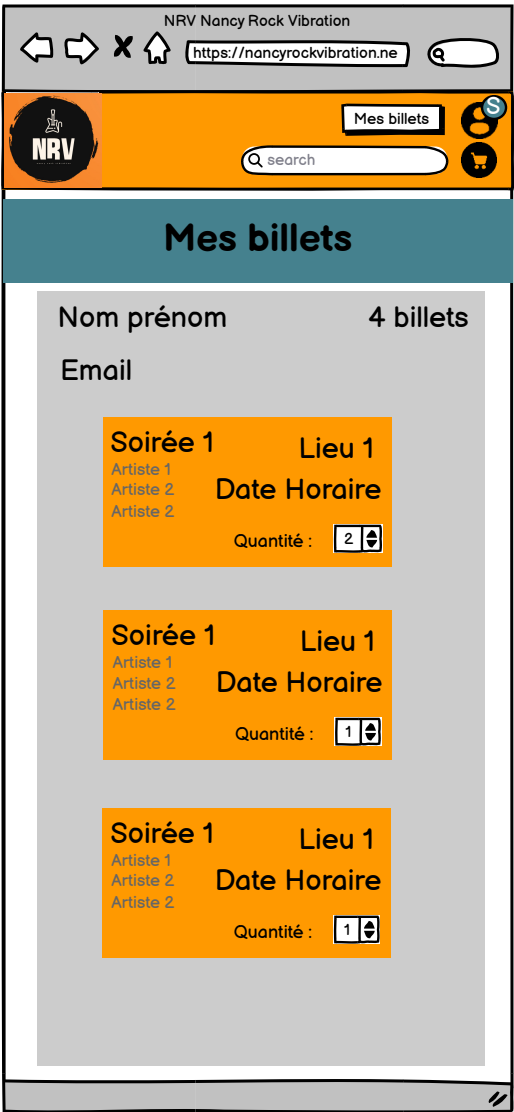 NRV Nancy Rock Vibration
https://nancyrockvibration.ne
Mes billets
S
NRV
search
Mes billets
Nom prénom 4 billets
Email
Soirée 1 Lieu 1
Artiste 1
Artiste 2 Date Horaire
Artiste 2
Quantité : 2
Soirée 1 Lieu 1
Artiste 1
Artiste 2 Date Horaire
Artiste 2
Quantité : 1
Soirée 1 Lieu 1
Artiste 1
Artiste 2 Date Horaire
Artiste 2
Quantité : 1